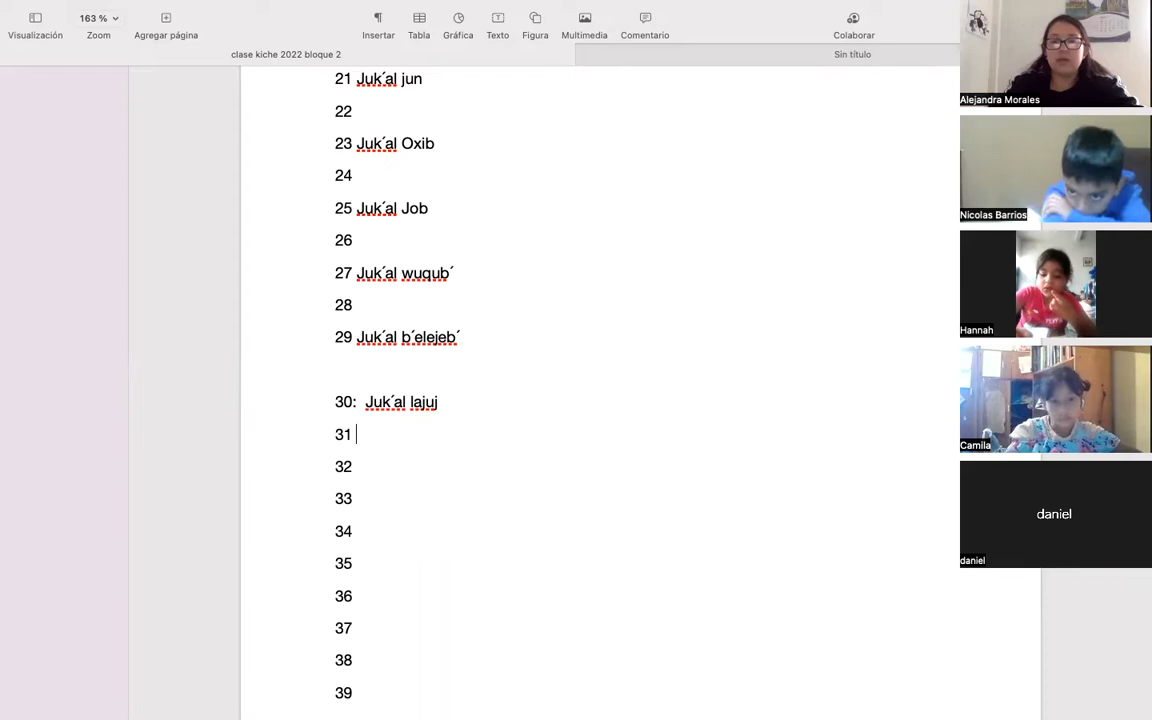 163 %
Visualización Zoom Agregar página Insertar Tabla Gráfica Texto Figura Multimedia Comentario Colaborar
clase kiche 2022 bloque 2 Sin título
21 Juk´al jun
22
23 Juk´al Oxib
24
25 Juk´al Job
26
27 Juk´al wuqub´
28
29 Juk´al b´elejeb´
30: Juk´al lajuj
31
32
33
34
35
36
37
38
39
Alejandra Morales
Nicolas Barrios
Hannah
Camila
daniel
daniel